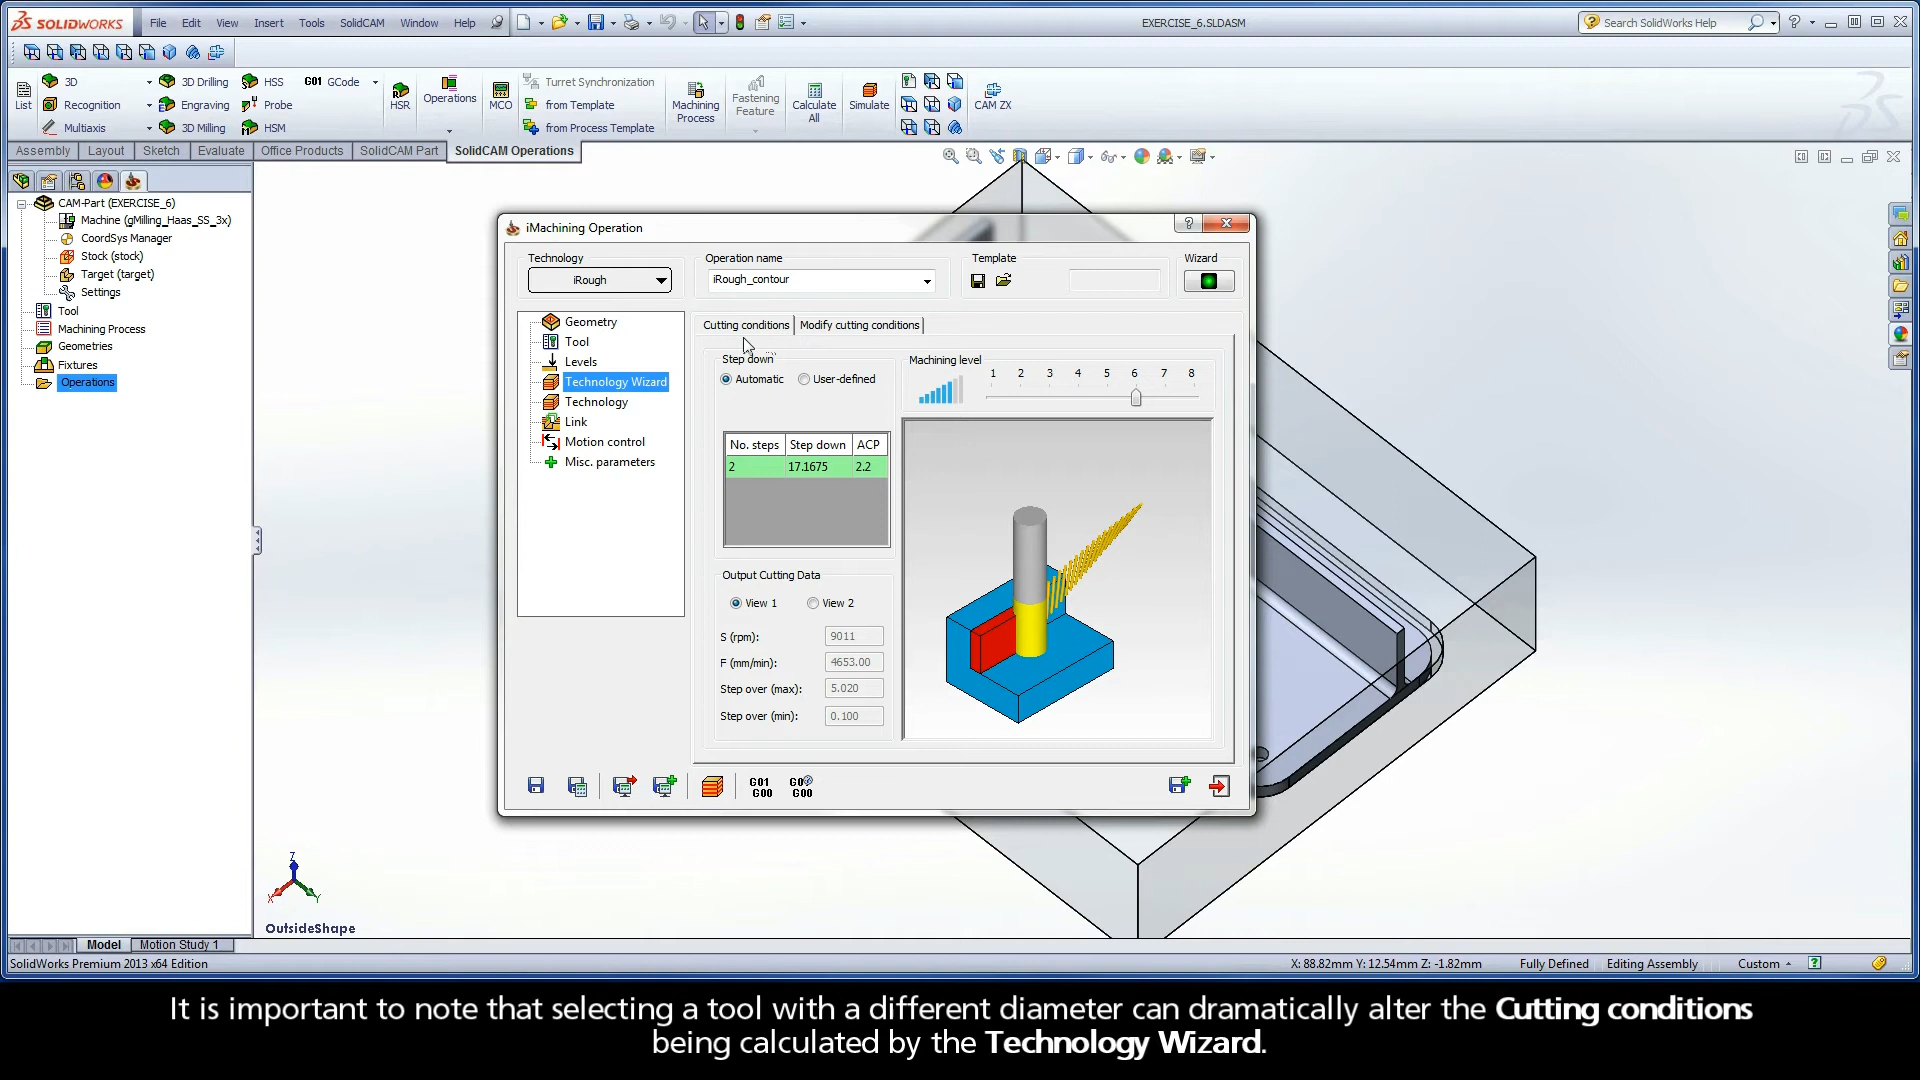 SOLIDWORKS File Edit View Insert Tools SolidCAM Window Help EXERCISE_6.SLDASM Search SolidWorks Help
3D 3D Drilling HSS G01 GCode Turret Synchronization
List Recognition Engraving Probe HSR Operations MCO from Template Machining Process Fastening Feature Calculate All Simulate CAM ZX
Multiaxis 3D Milling HSM from Process Template
Assembly Layout Sketch Evaluate Office Products SolidCAM Part SolidCAM Operations
CAM-Part (EXERCISE_6)
Machine (gMilling_Haas_SS_3x)
CoordSys Manager
Stock (stock)
Target (target)
Settings
Tool
Machining Process
Geometries
Fixtures
Operations
iMachining Operation
Technology Operation name Template Wizard
iRough iRough_contour
Geometry
Tool
Levels
Technology Wizard
Technology
Link
Motion control
Misc. parameters
Cutting conditions Modify cutting conditions
Step down Machining level
Automatic User-defined 1 2 3 4 5 6 7 8
No. steps Step down ACP
2 17.1675 2.2
Output Cutting Data
View 1 View 2
S (rpm): 9011
F (mm/min): 4653.00
Step over (max): 5.020
Step over (min): 0.100
G01 G00 G0 G00
Z
X Y
OutsideShape
Model Motion Study 1
SolidWorks Premium 2013 x64 Edition X: 88.82mm Y: 12.54mm Z: -1.82mm Fully Defined Editing Assembly Custom
It is important to note that selecting a tool with a different diameter can dramatically alter the Cutting conditions
being calculated by the Technology Wizard.